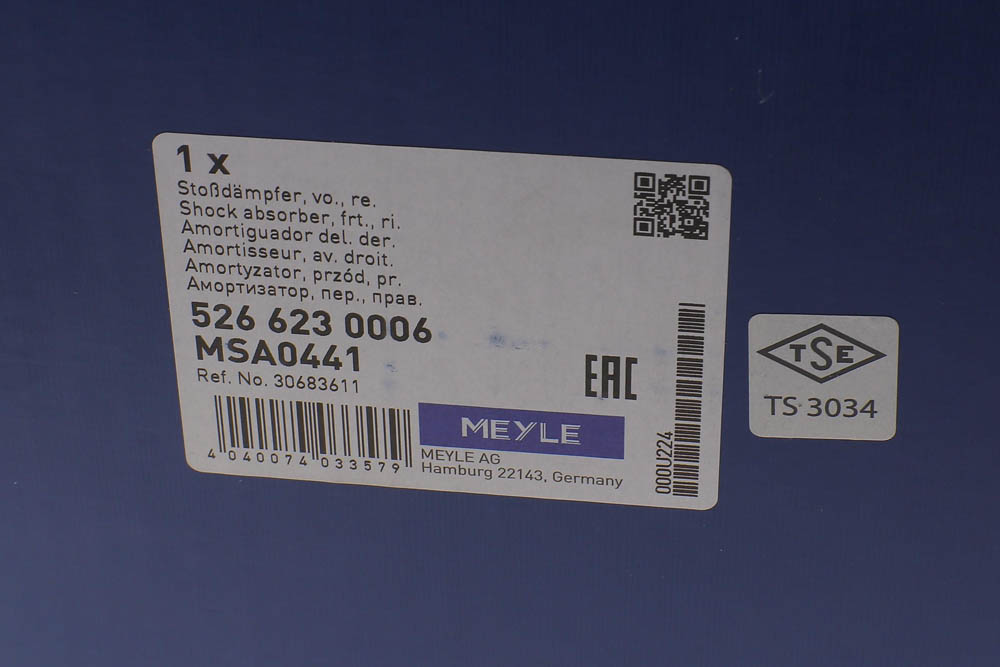 1 x
Stoßdämpfer, vo., re.
Shock absorber, frt., ri.
Amortiguador del. der.
Amortisseur, av. droit.
Amortyzator, przód, pr.
Амортизатор, пер., прав.
526 623 0006
MSA0441
Ref. No. 30683611
4 040074 033579
MEYLE
MEYLE AG
Hamburg 22143, Germany
EAC
000U224
TSE
TS 3034